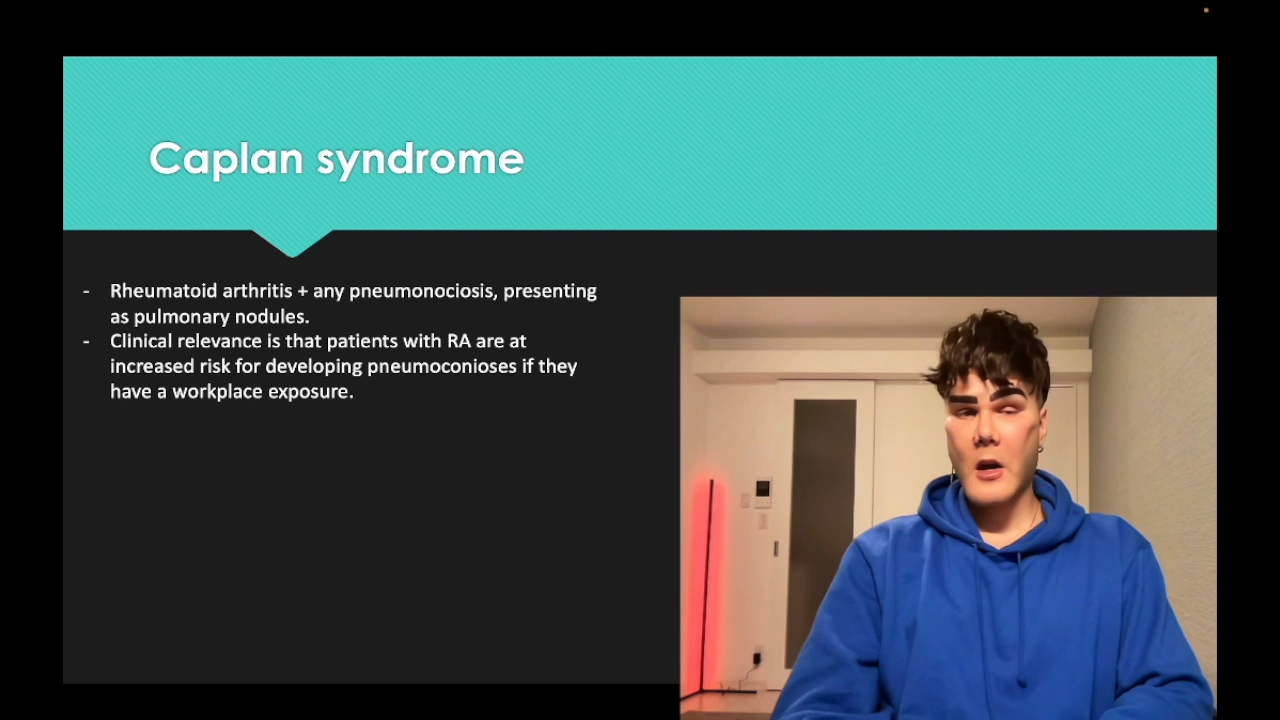 Caplan syndrome
- Rheumatoid arthritis + any pneumonociosis, presenting
as pulmonary nodules.
- Clinical relevance is that patients with RA are at
increased risk for developing pneumoconioses if they
have a workplace exposure.